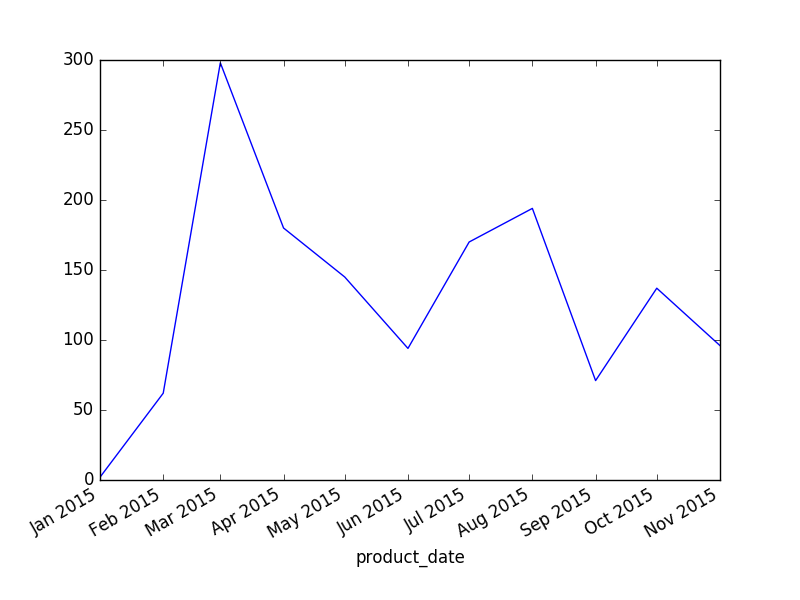 300
250
200
150
100
50
0
Jan 2015
Feb 2015
Mar 2015
Apr 2015
May 2015
Jun 2015
Jul 2015
Aug 2015
Sep 2015
Oct 2015
Nov 2015
product_date